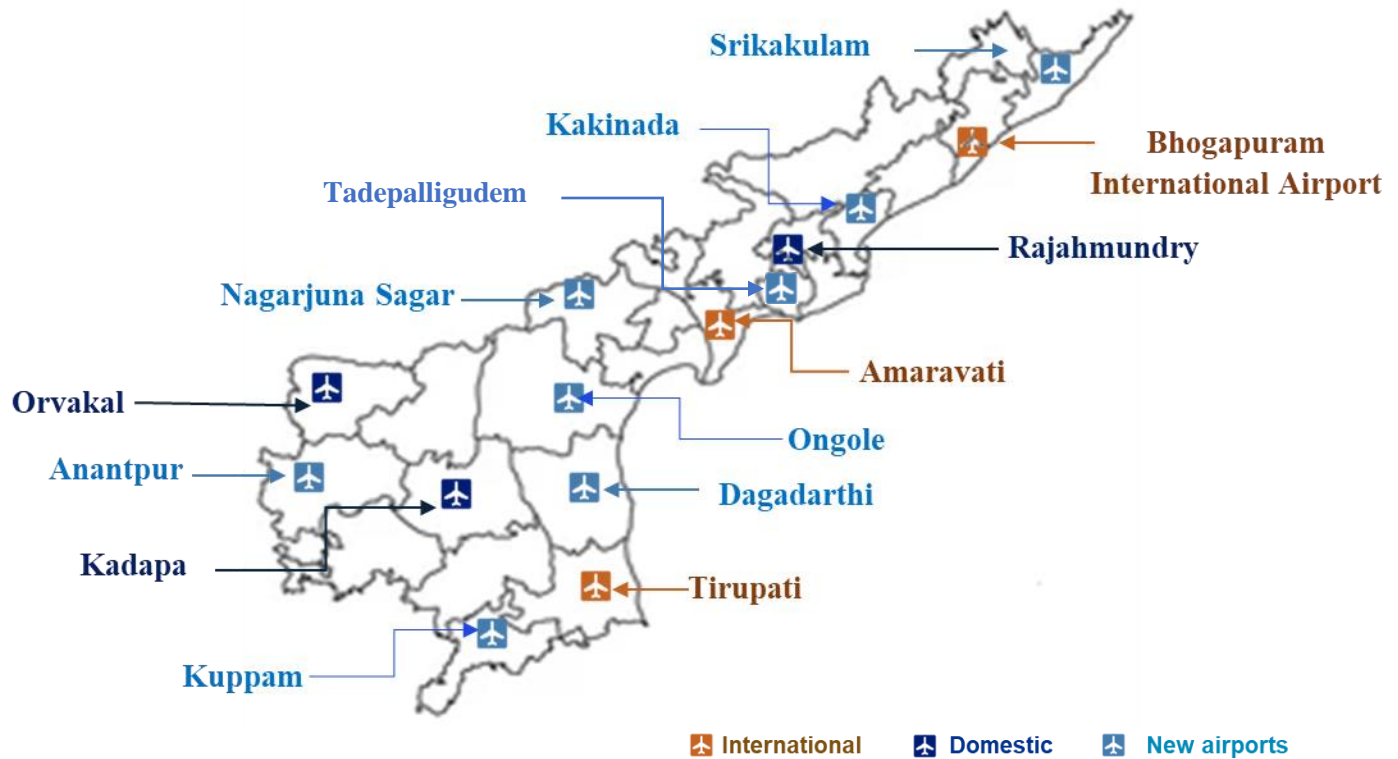 Srikakulam
Kakinada
Bhogapuram
International Airport
Tadepalligudem
Rajahmundry
Nagarjuna Sagar
Amaravati
Orvakal
Ongole
Anantpur
Dagadarthi
Kadapa
Tirupati
Kuppam
International
Domestic
New airports